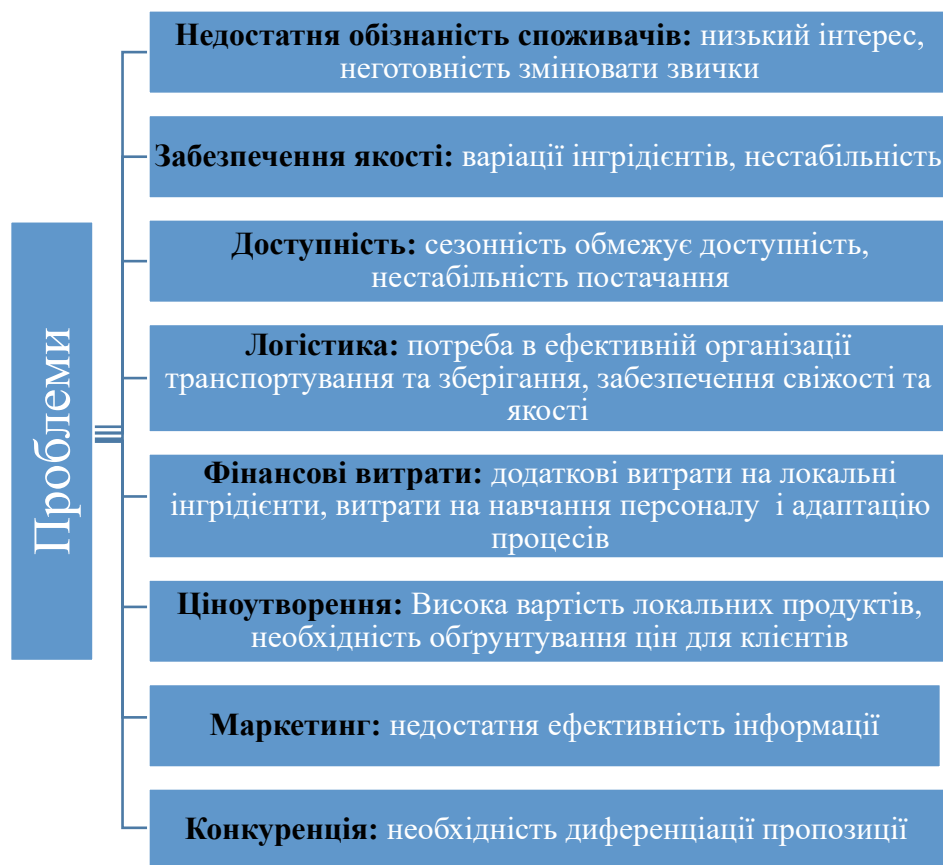 Проблеми
Недостатня обізнаність споживачів: низький інтерес,
неготовність змінювати звички
Забезпечення якості: варіації інгрідієнтів, нестабільність
Доступність: сезонність обмежує доступність,
нестабільність постачання
Логістика: потреба в ефективній організації
транспортування та зберігання, забезпечення свіжості та
якості
Фінансові витрати: додаткові витрати на локальні
інгрідієнти, витрати на навчання персоналу і адаптацію
процесів
Ціноутворення: Висока вартість локальних продуктів,
необхідність обґрунтування цін для клієнтів
Маркетинг: недостатня ефективність інформації
Конкуренція: необхідність диференціації пропозиції